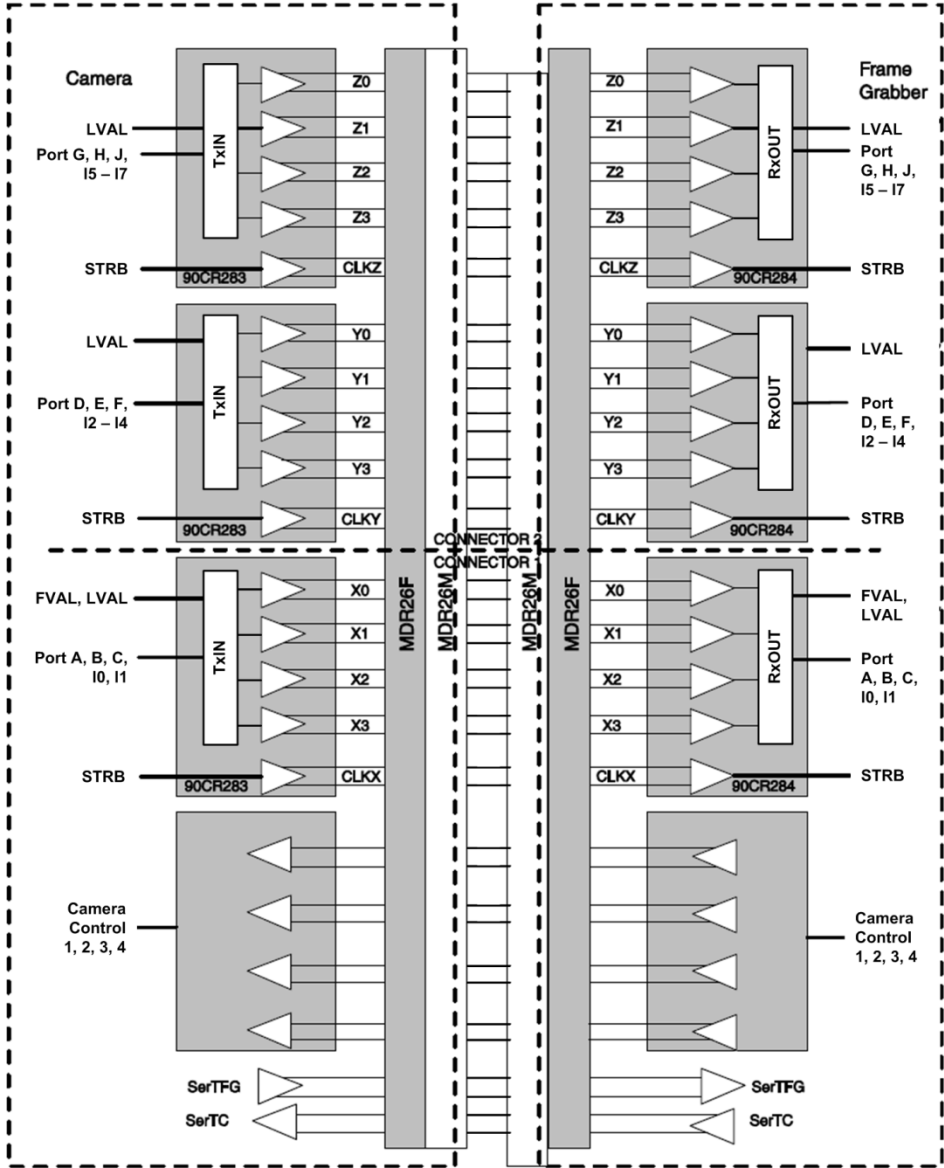 Camera
LVAL
Port G, H, J,
I5 – I7
STRB
TxIN
90CR283
Z0
Z1
Z2
Z3
CLKZ
Z0
Z1
Z2
Z3
CLKZ
RxOUT
90CR284
Frame
Grabber
LVAL
Port
G, H, J,
I5 – I7
STRB
LVAL
Port D, E, F,
I2 – I4
STRB
TxIN
90CR283
Y0
Y1
Y2
Y3
CLKY
Y0
Y1
Y2
Y3
CLKY
RxOUT
90CR284
LVAL
Port
D, E, F,
I2 – I4
STRB
CONNECTOR 2
CONNECTOR 1
MDR26F
MDR26M
MDR26M
MDR26F
FVAL, LVAL
Port A, B, C,
I0, I1
STRB
TxIN
90CR283
X0
X1
X2
X3
CLKX
X0
X1
X2
X3
CLKX
RxOUT
90CR284
FVAL,
LVAL
Port
A, B, C,
I0, I1
STRB
Camera
Control
1, 2, 3, 4
Camera
Control
1, 2, 3, 4
SerTFG
SerTC
SerTFG
SerTC